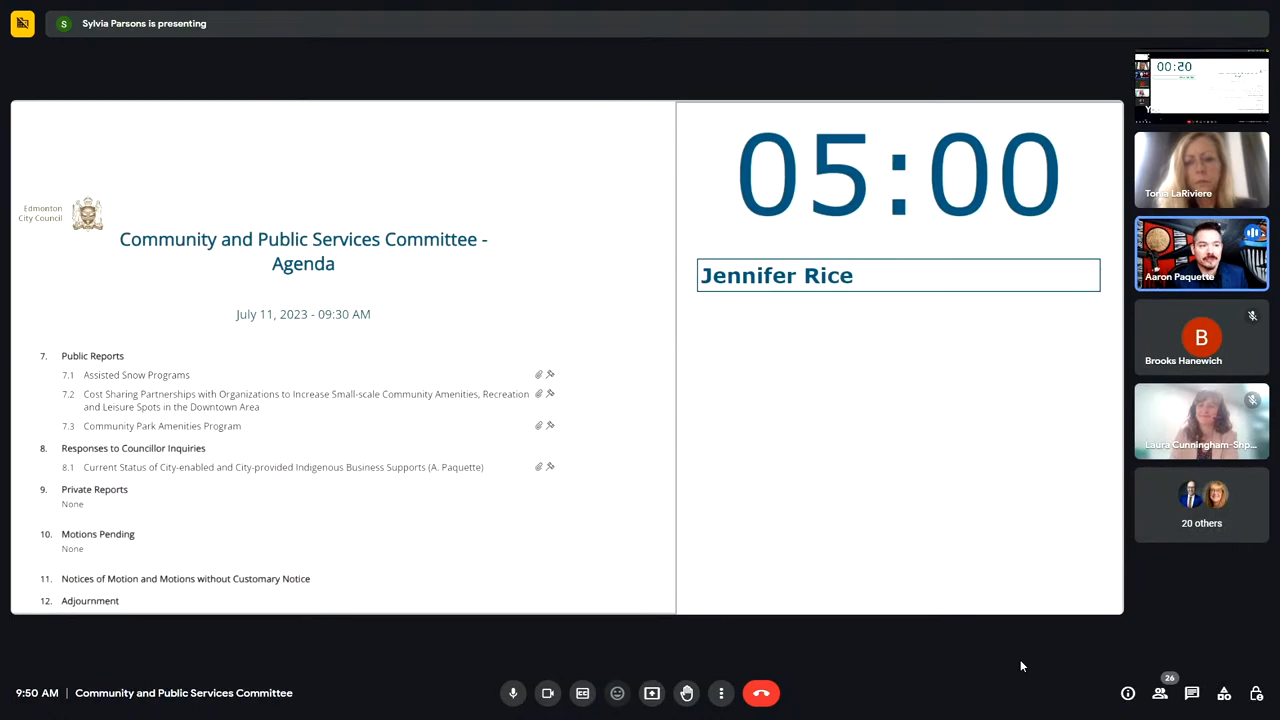 S Sylvia Parsons is presenting
Edmonton
City Council
Community and Public Services Committee -
Agenda
July 11, 2023 - 09:30 AM
7. Public Reports
7.1 Assisted Snow Programs
7.2 Cost Sharing Partnerships with Organizations to Increase Small-scale Community Amenities, Recreation
and Leisure Spots in the Downtown Area
7.3 Community Park Amenities Program
8. Responses to Councillor Inquiries
8.1 Current Status of City-enabled and City-provided Indigenous Business Supports (A. Paquette)
9. Private Reports
None
10. Motions Pending
None
11. Notices of Motion and Motions without Customary Notice
12. Adjournment
05:00
Jennifer Rice
00:20
Tonia LaRiviere
Aaron Paquette
B
Brooks Hanewich
Laura Cunningham-Shp...
20 others
9:50 AM | Community and Public Services Committee
26